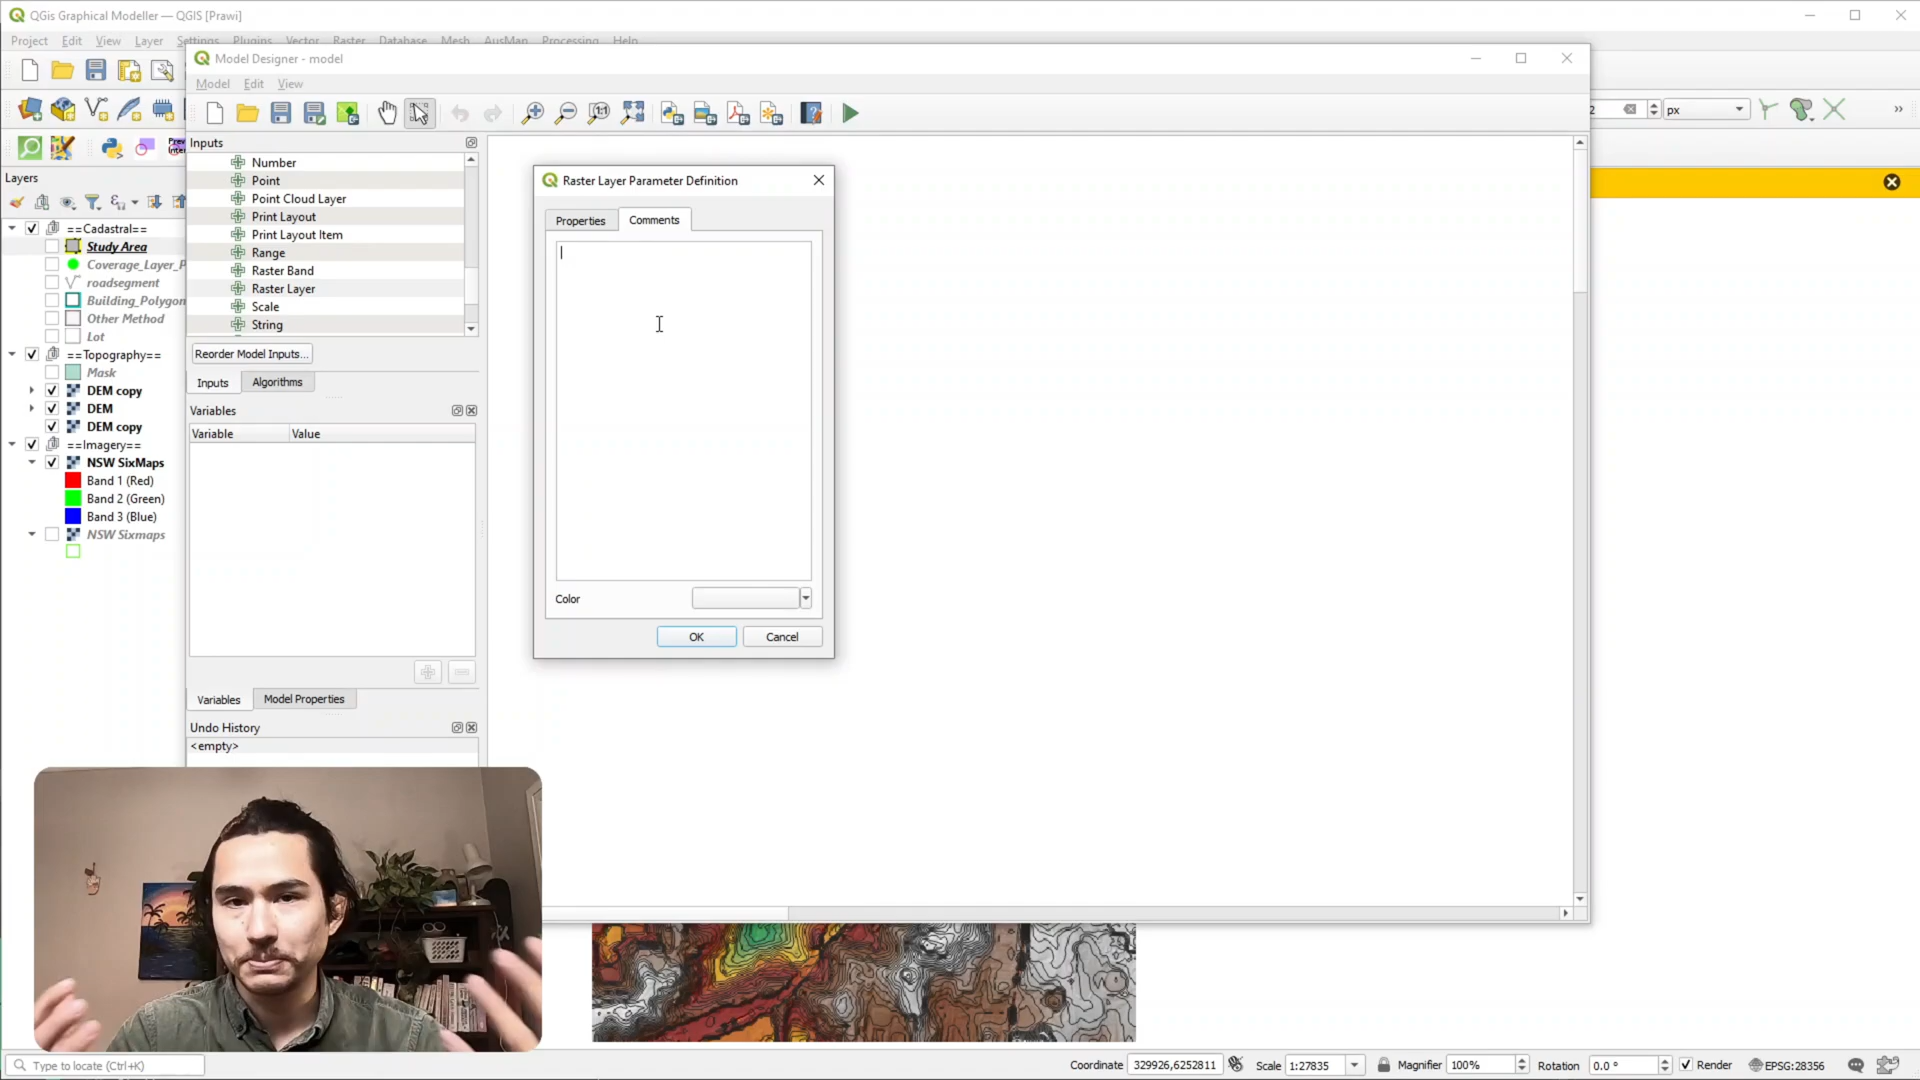 QGis Graphical Modeller — QGIS [Prawi]
Project Edit View Layer Settings Plugins Vector Raster Database Mesh AusMap Processing Help
Model Designer - model
Model Edit View
2 px
Inputs
Number
Point
Point Cloud Layer
Print Layout
Print Layout Item
Range
Raster Band
Raster Layer
Scale
String
Reorder Model Inputs...
Inputs Algorithms
Variables
Variable Value
Variables Model Properties
Undo History
<empty>
Layers
==Cadastral==
Study Area
Coverage_Layer_P
roadsegment
Building_Polygon
Other Method
Lot
==Topography==
Mask
DEM copy
DEM
DEM copy
==Imagery==
NSW SixMaps
Band 1 (Red)
Band 2 (Green)
Band 3 (Blue)
NSW Sixmaps
Raster Layer Parameter Definition
Properties Comments
Color
OK Cancel
Type to locate (Ctrl+K)
Coordinate 329926,6252811 Scale 1:27835 Magnifier 100% Rotation 0.0 ° Render EPSG:28356